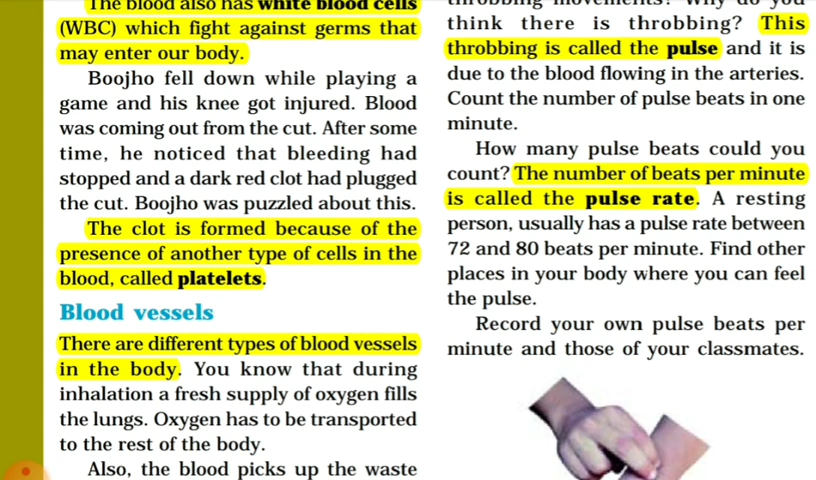 The blood also has white blood cells
(WBC) which fight against germs that
may enter our body.
Boojho fell down while playing a
game and his knee got injured. Blood
was coming out from the cut. After some
time, he noticed that bleeding had
stopped and a dark red clot had plugged
the cut. Boojho was puzzled about this.
The clot is formed because of the
presence of another type of cells in the
blood, called platelets.
Blood vessels
There are different types of blood vessels
in the body. You know that during
inhalation a fresh supply of oxygen fills
the lungs. Oxygen has to be transported
to the rest of the body.
Also, the blood picks up the waste
throbbing movements? Why do you
think there is throbbing? This
throbbing is called the pulse and it is
due to the blood flowing in the arteries.
Count the number of pulse beats in one
minute.
How many pulse beats could you
count? The number of beats per minute
is called the pulse rate. A resting
person, usually has a pulse rate between
72 and 80 beats per minute. Find other
places in your body where you can feel
the pulse.
Record your own pulse beats per
minute and those of your classmates.